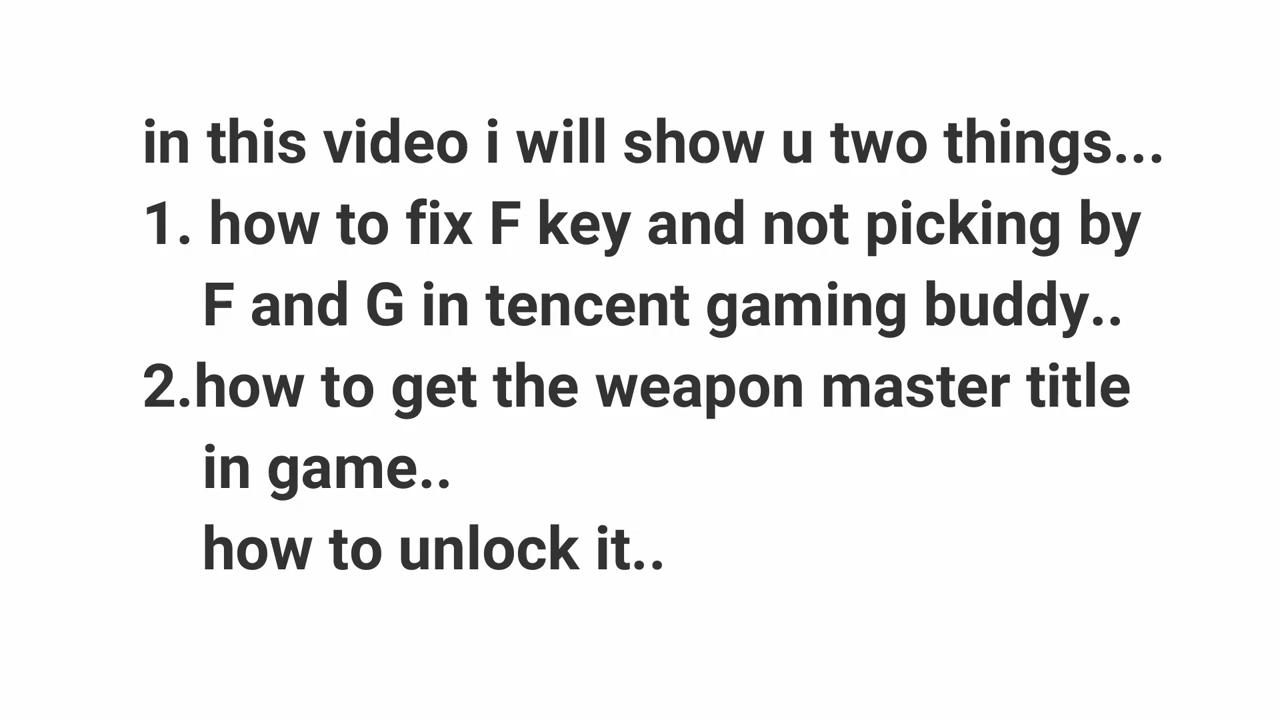 in this video i will show u two things...
1. how to fix F key and not picking by
F and G in tencent gaming buddy..
2.how to get the weapon master title
in game..
how to unlock it..